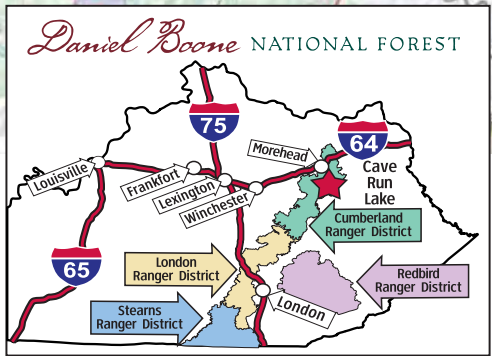 Daniel Boone NATIONAL FOREST
75
64
Morehead
Louisville
Frankfort
Lexington
Winchester
Cave
Run
Lake
Cumberland
Ranger District
65
London
Ranger District
Redbird
Ranger District
Stearns
Ranger District
London